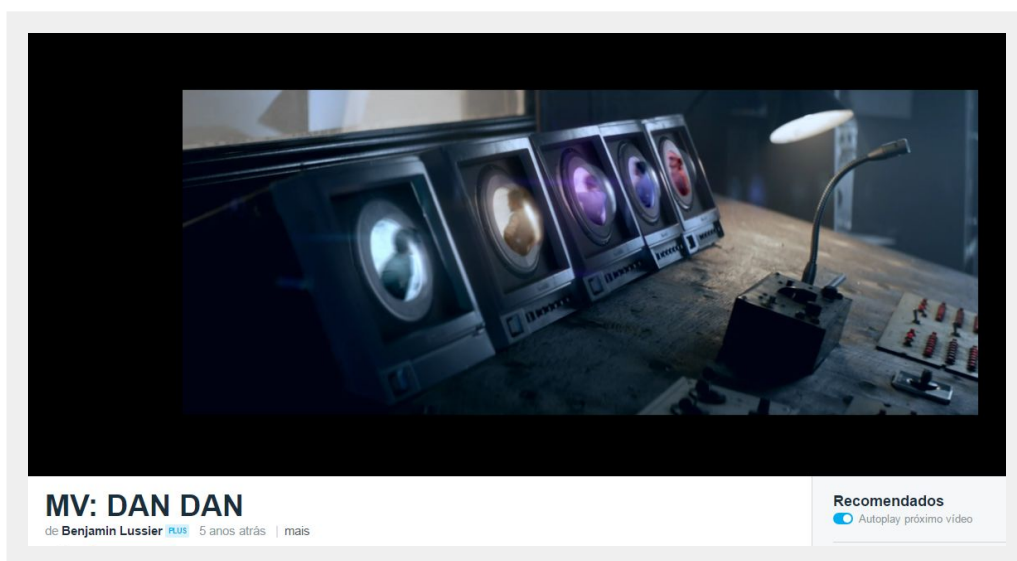 MV: DAN DAN
de Benjamin Lussier PLUS 5 anos atrás | mais
Recomendados
Autoplay próximo vídeo